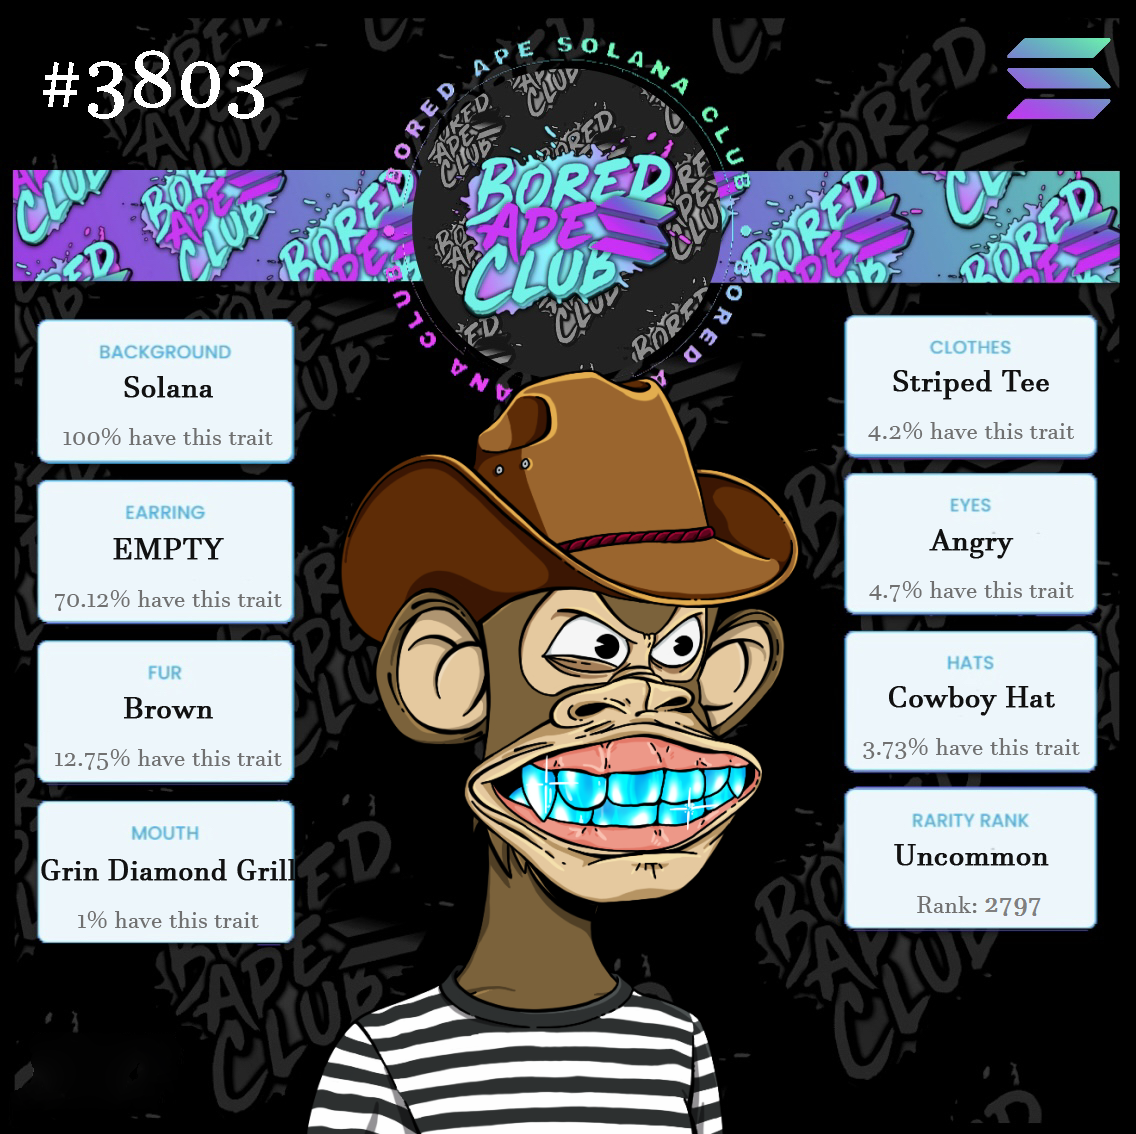 #3803
BORED APE SOLANA CLUB
BORED
APE
CLUB
BACKGROUND
Solana
100% have this trait
EARRING
EMPTY
70.12% have this trait
FUR
Brown
12.75% have this trait
MOUTH
Grin Diamond Grill
1% have this trait
CLOTHES
Striped Tee
4.2% have this trait
EYES
Angry
4.7% have this trait
HATS
Cowboy Hat
3.73% have this trait
RARITY RANK
Uncommon
Rank: 2797